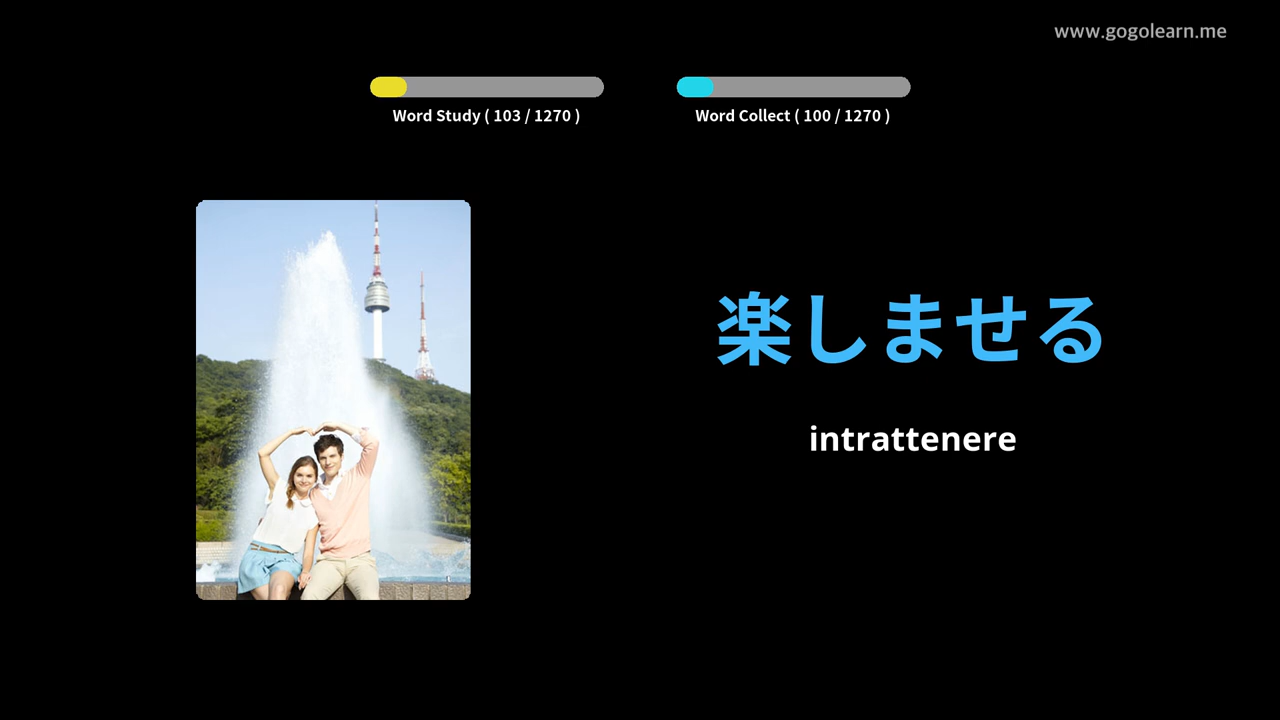 www.gogolearn.me
Word Study ( 103 / 1270 )
Word Collect ( 100 / 1270 )
楽しませる
intrattenere